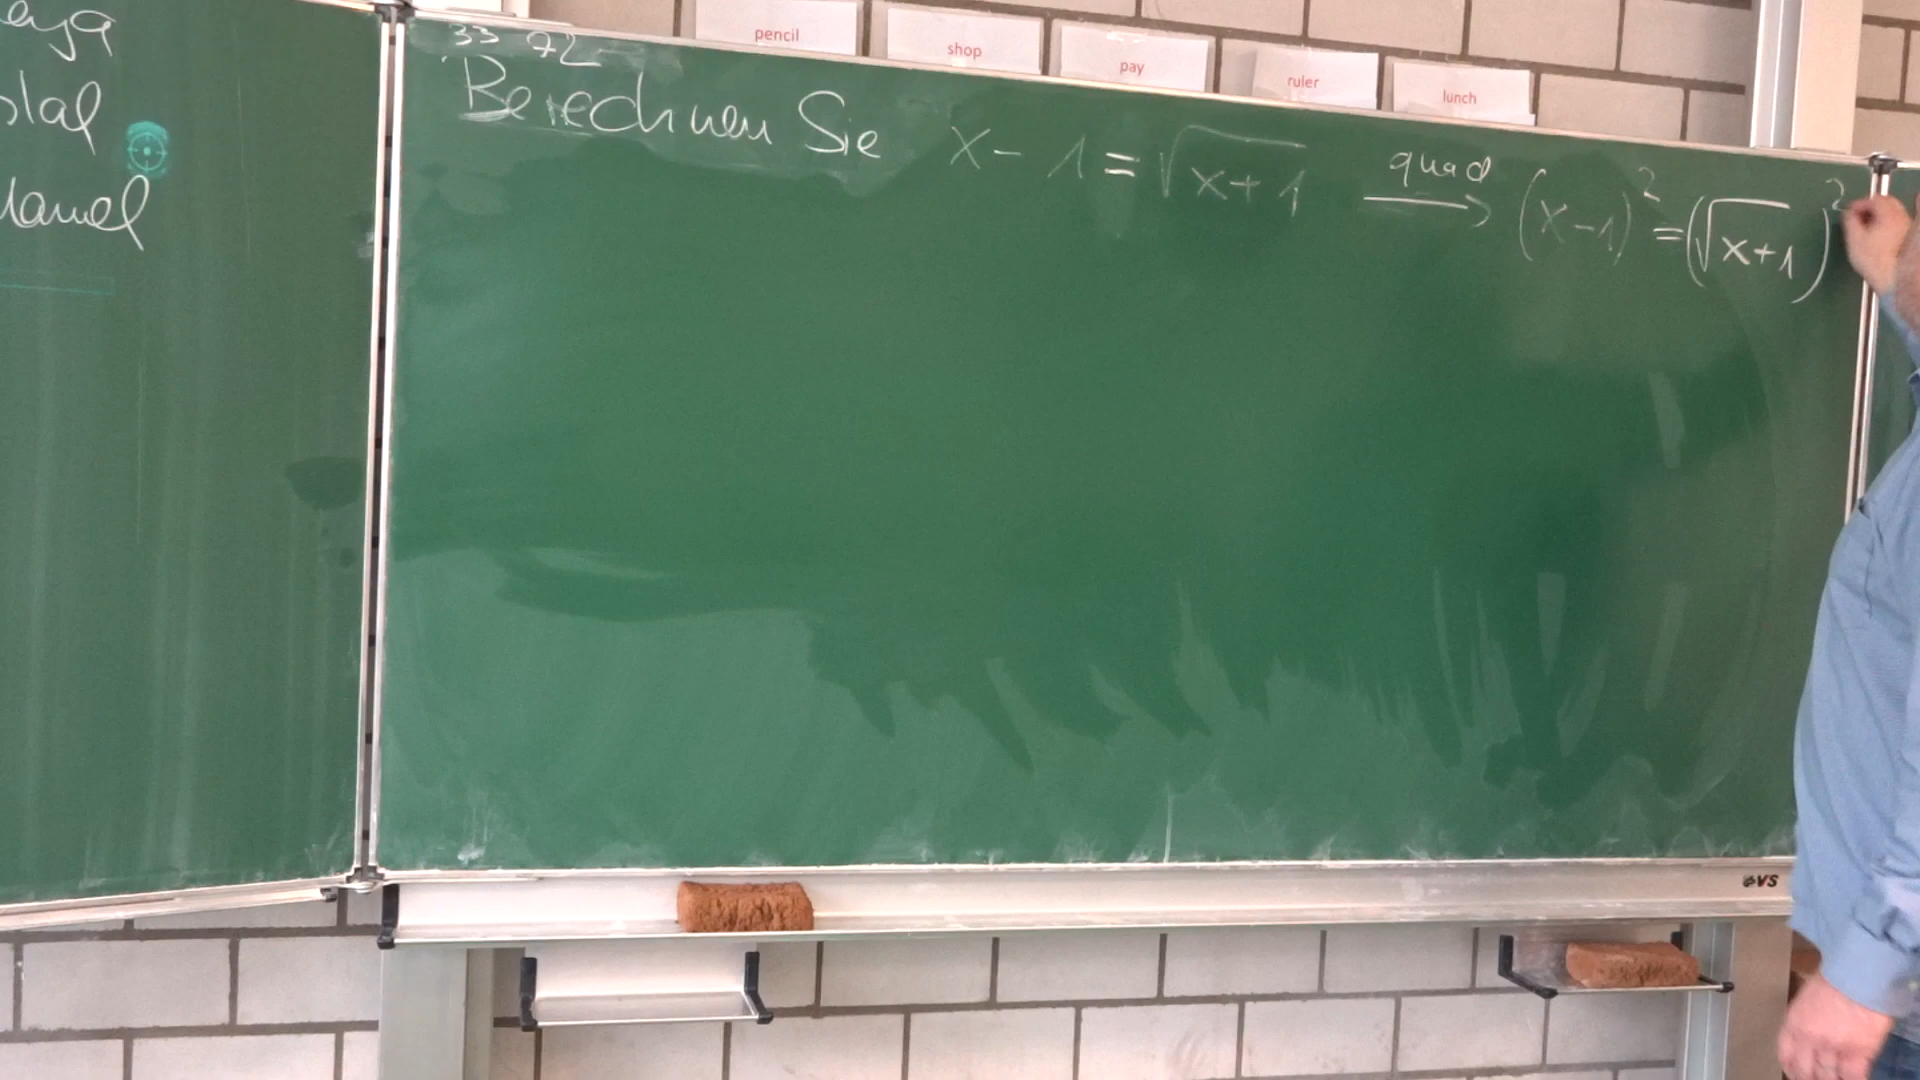 pencil
shop
pay
ruler
lunch
33 72
Berechnen Sie x - 1 = √x+1 quad → (x-1)² = (√x+1)²
VS